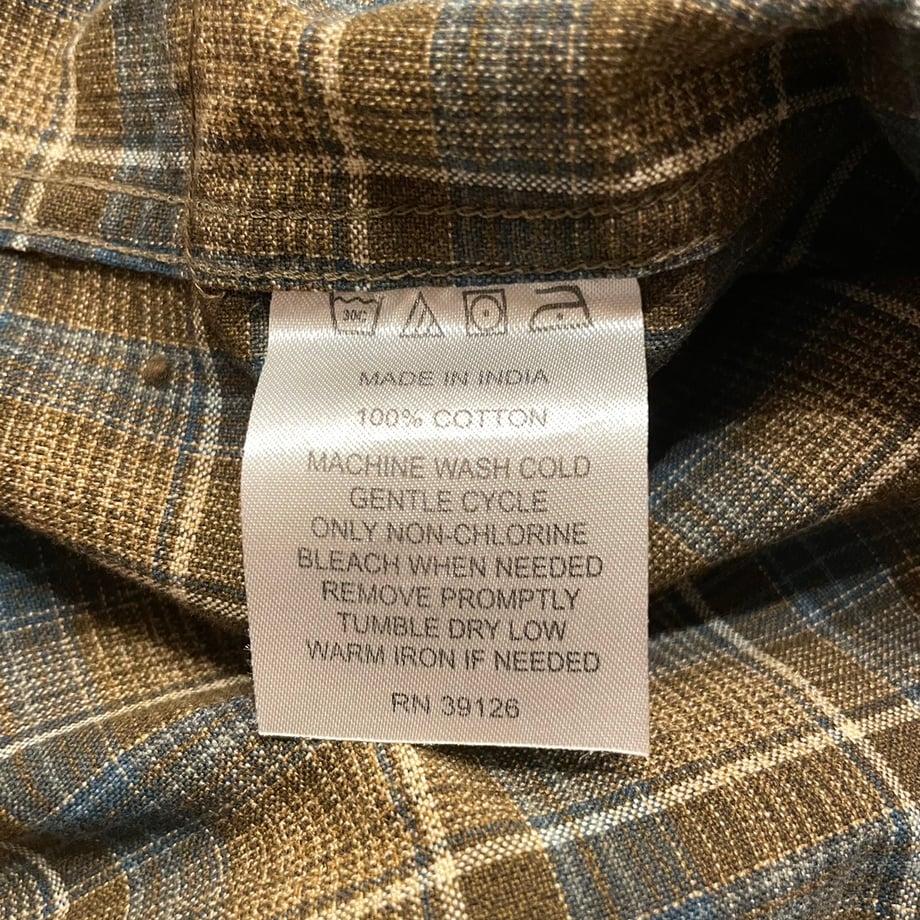 30C
MADE IN INDIA
100% COTTON
MACHINE WASH COLD
GENTLE CYCLE
ONLY NON-CHLORINE
BLEACH WHEN NEEDED
REMOVE PROMPTLY
TUMBLE DRY LOW
WARM IRON IF NEEDED
RN 39126